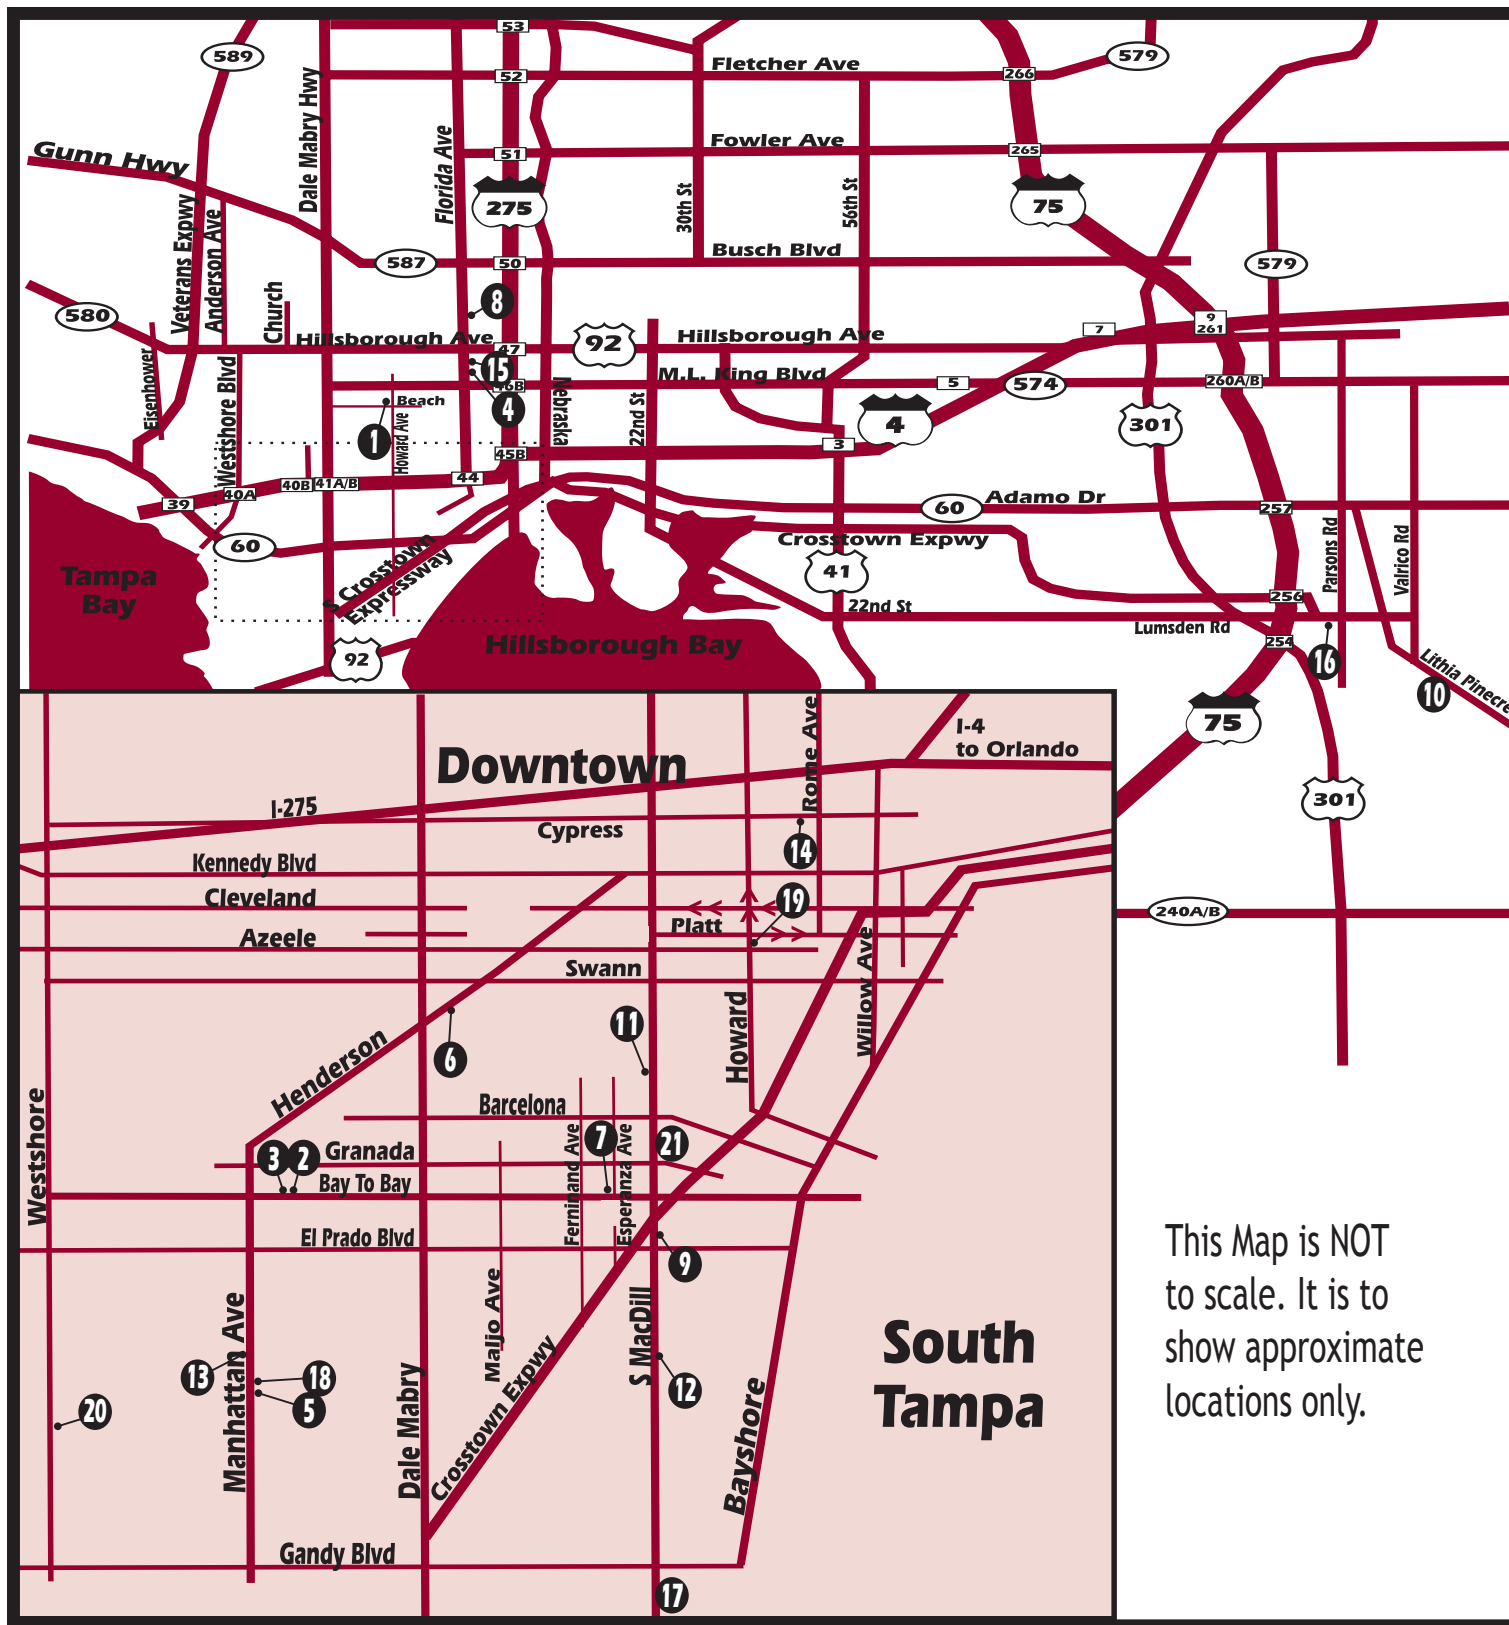 53
589
579
Fletcher Ave
52
266
Dale Mabry Hwy
Fowler Ave
51
265
Gunn Hwy
Florida Ave
275
30th St
56th St
75
Veterans Expwy
Anderson Ave
Busch Blvd
587
50
579
580
Church
8
Hillsborough Ave
47
92
Hillsborough Ave
7
9
261
Eisenhower
Westshore Blvd
15
46B
M.L. King Blvd
5
574
260A/B
Beach
4
Nebraska
22nd St
4
301
1
Howard Ave
3
45B
44
40A
40B
41A/B
39
60
Adamo Dr
60
257
Crosstown Expwy
Parsons Rd
Valrico Rd
Tampa
Bay
S Crosstown
Expressway
41
256
22nd St
Lumsden Rd
254
Hillsborough Bay
92
16
10
Lithia Pinecre
75
301
240A/B
Downtown
I-4
to Orlando
Rome Ave
I-275
Cypress
14
Kennedy Blvd
Cleveland
19
Platt
Azeele
Swann
Willow Ave
Howard
11
6
Henderson
Westshore
Barcelona
3
2
Granada
Ferninand Ave
7
Esperanza Ave
21
Bay To Bay
El Prado Blvd
9
Maljo Ave
S MacDill
Manhattan Ave
13
18
5
20
Dale Mabry
Crosstown Expwy
12
Bayshore
South
Tampa
Gandy Blvd
17
This Map is NOT
to scale. It is to
show approximate
locations only.